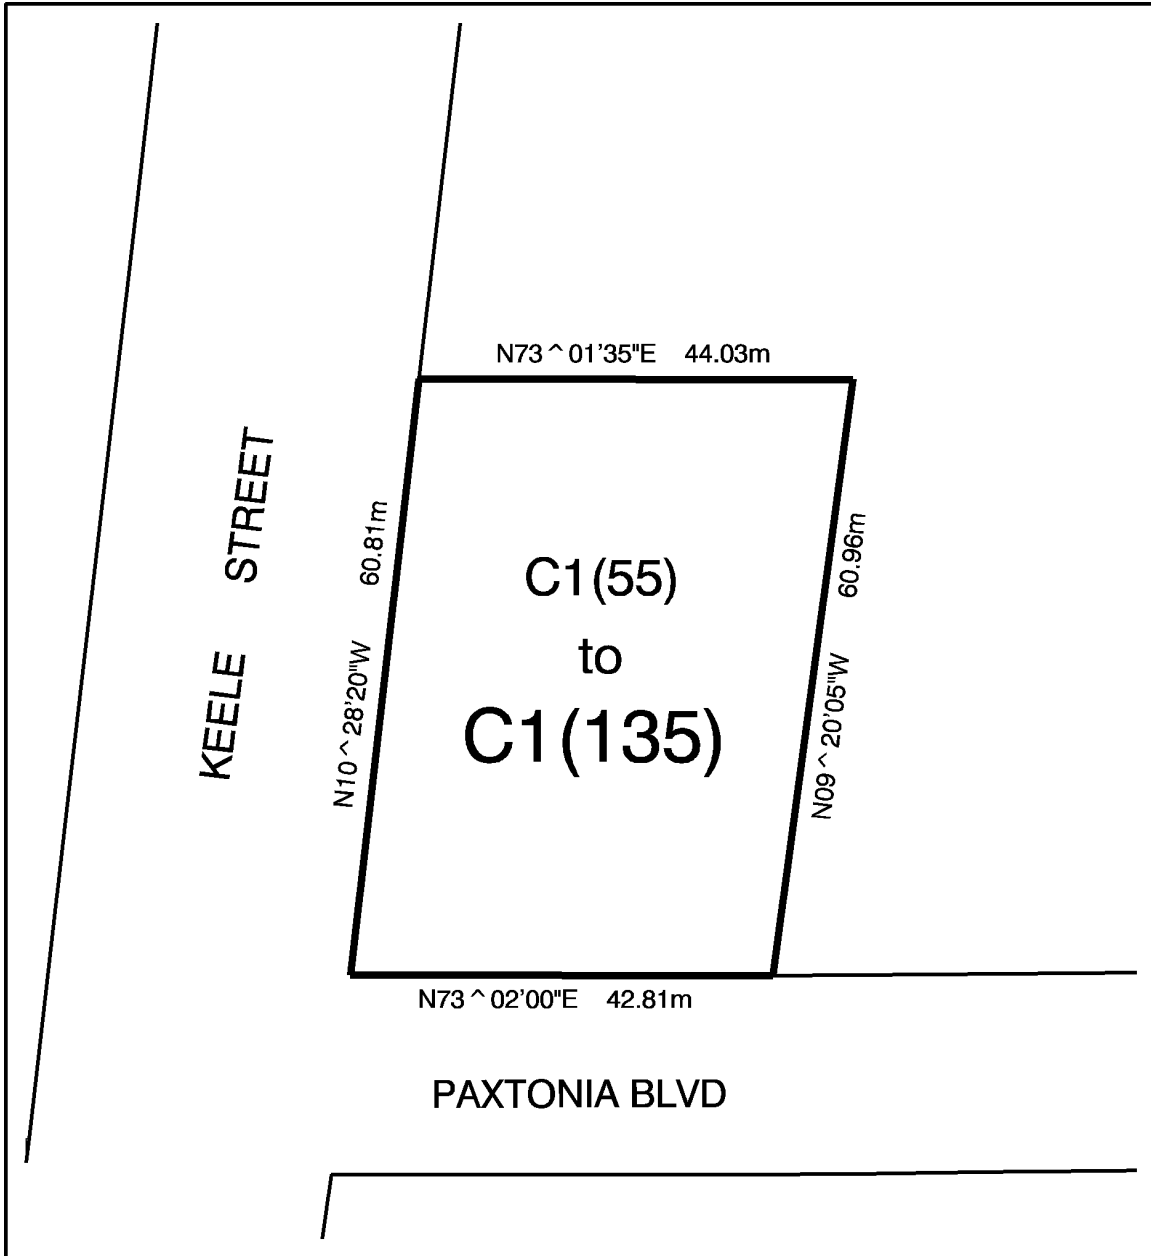 N73^01'35"E 44.03m
KEELE STREET
N10^28'20"W 60.81m
C1(55)
to
C1(135)
N09^20'05"W 60.96m
N73^02'00"E 42.81m
PAXTONIA BLVD